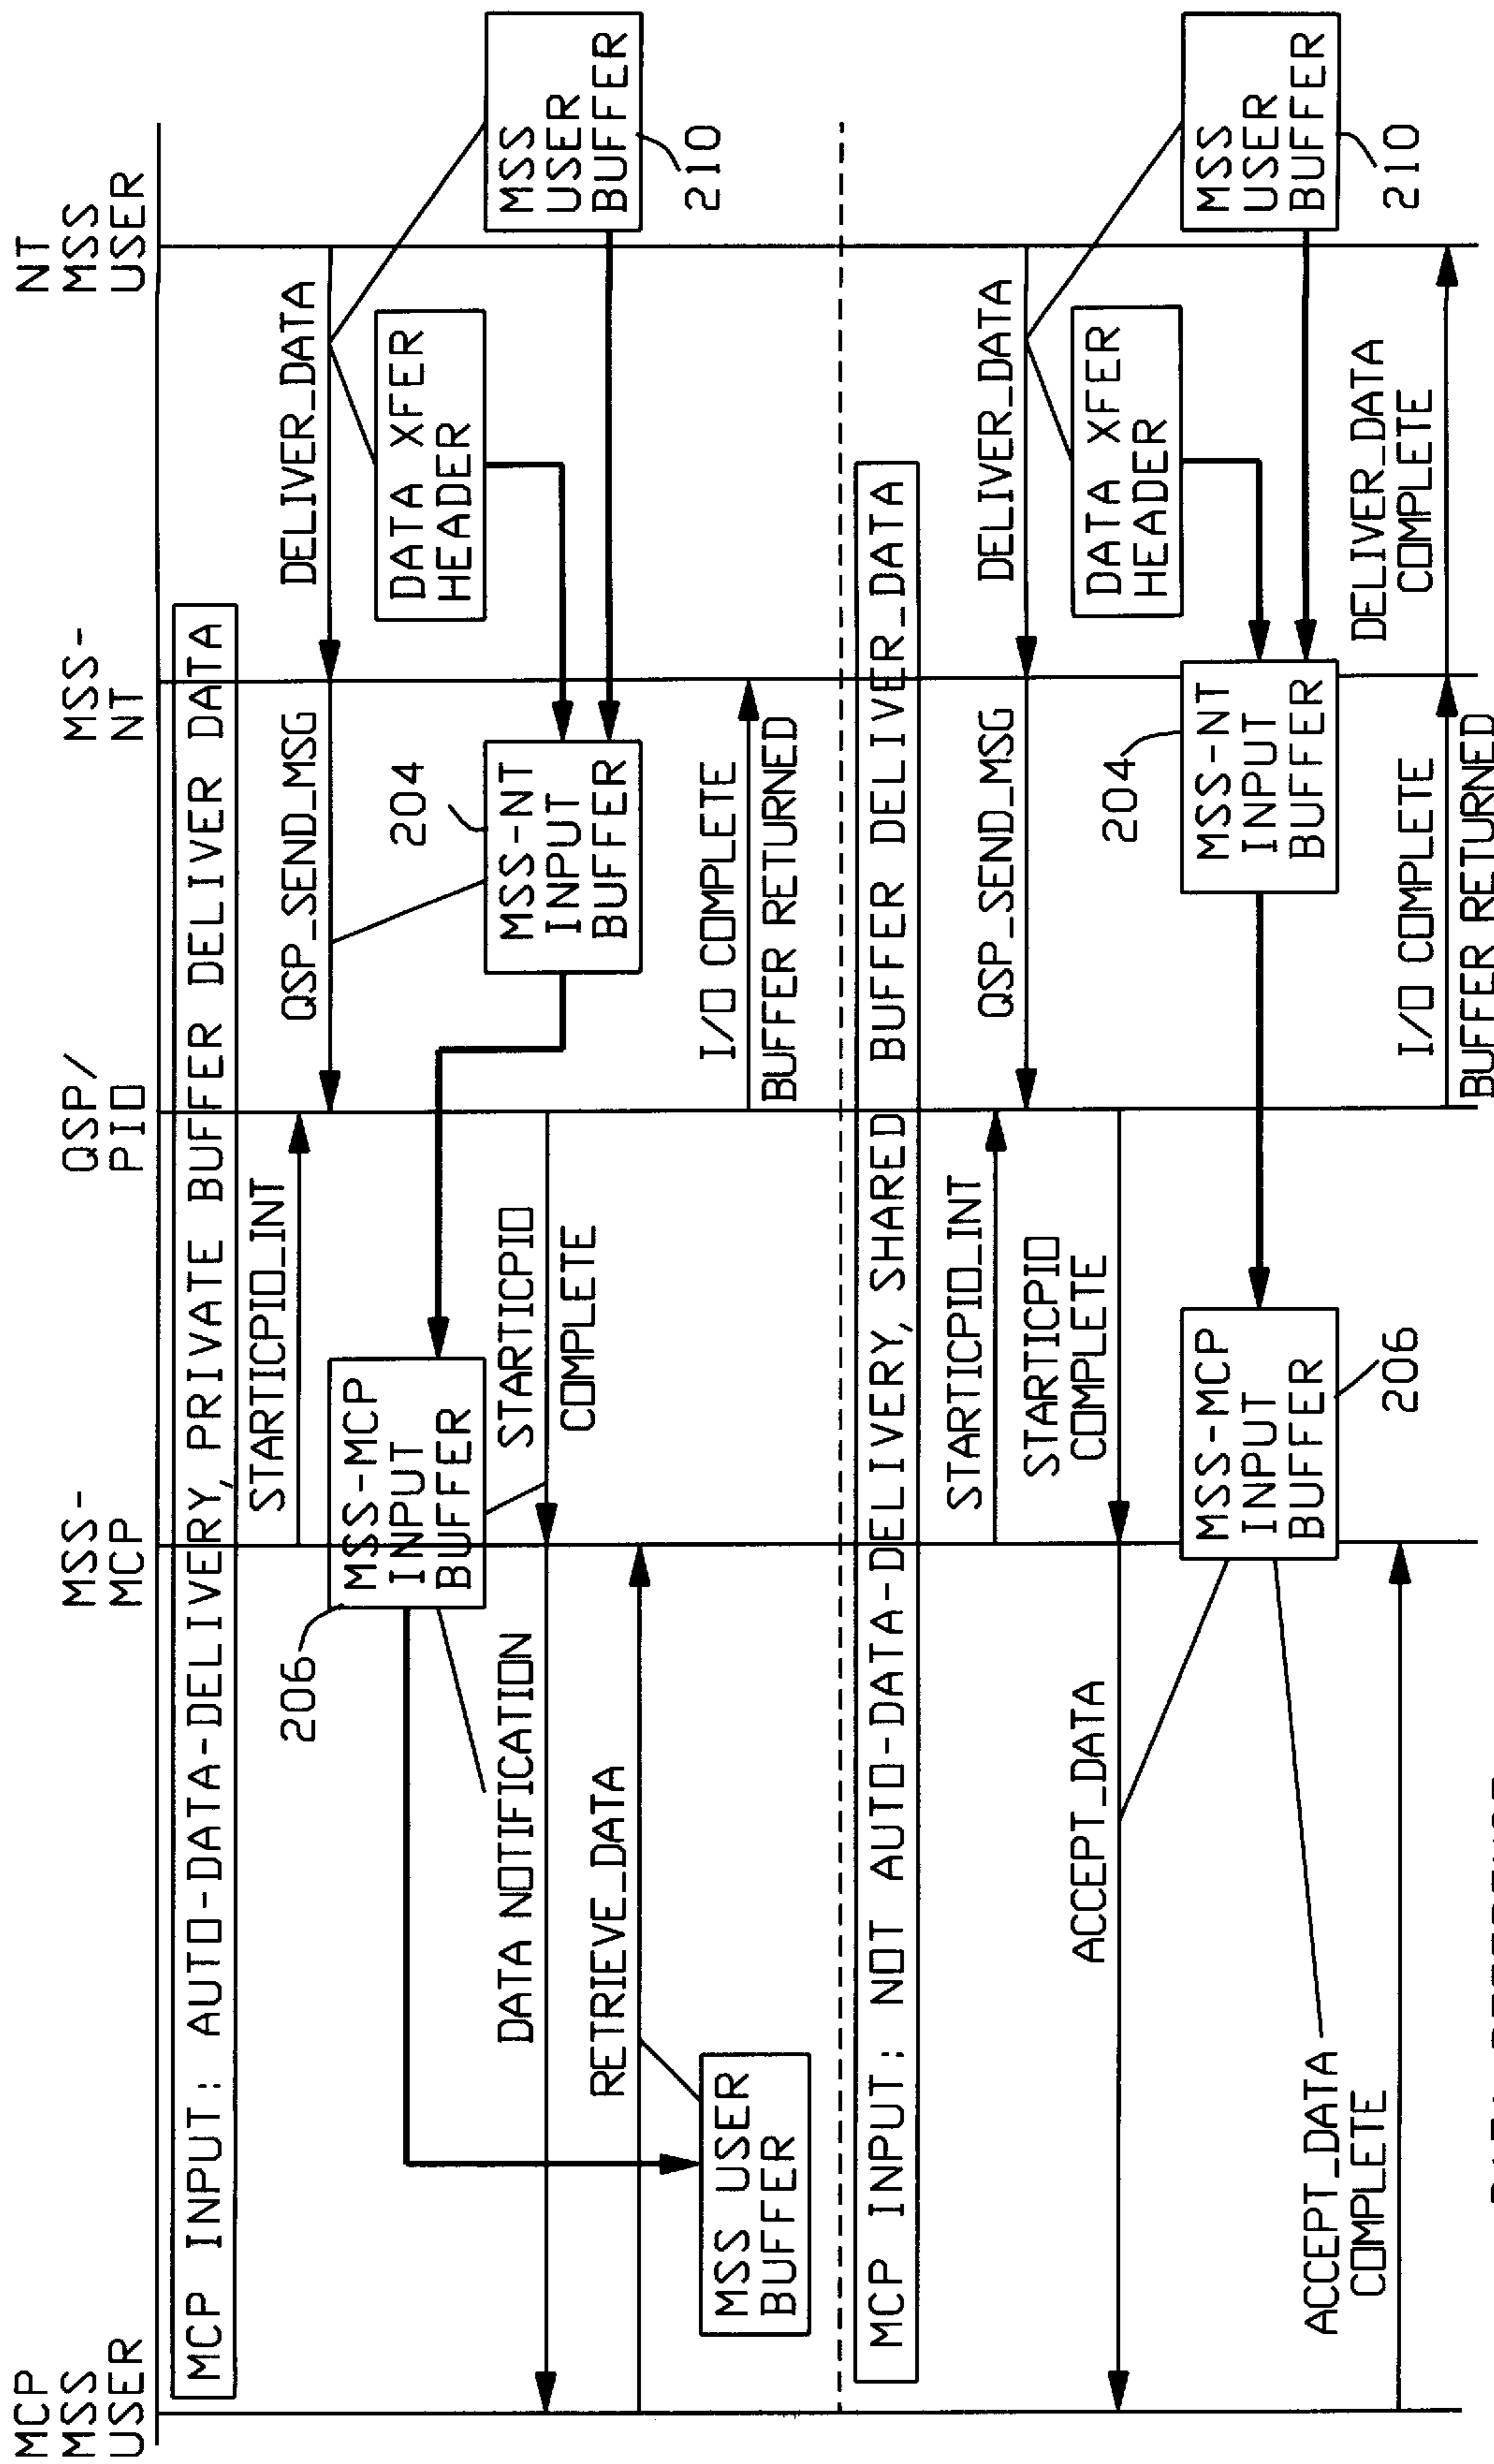 MCP
MSS
USER
MSS-
MCP
QSP/
PIO
MSS-
NT
NT
MSS
USER
MCP INPUT: AUTO-DATA-DELIVERY, PRIVATE BUFFER DELIVER DATA
STARTICPIO_INT
QSP_SEND_MSG
DELIVER_DATA
206
MSS-MCP
INPUT
BUFFER
204
DATA XFER
HEADER
DATA NOTIFICATION
STARTICPIO
COMPLETE
MSS-NT
INPUT
BUFFER
MSS
USER
BUFFER
210
RETRIEVE_DATA
MSS USER
BUFFER
I/O COMPLETE
BUFFER RETURNED
MCP INPUT: NOT AUTO-DATA-DELIVERY, SHARED BUFFER DELIVER_DATA
STARTICPIO_INT
QSP_SEND_MSG
DELIVER_DATA
STARTICPIO
COMPLETE
ACCEPT_DATA
204
DATA XFER
HEADER
MSS-MCP
INPUT
BUFFER
206
MSS-NT
INPUT
BUFFER
MSS
USER
BUFFER
210
ACCEPT_DATA
COMPLETE
I/O COMPLETE
BUFFER RETURNED
DELIVER_DATA
COMPLETE